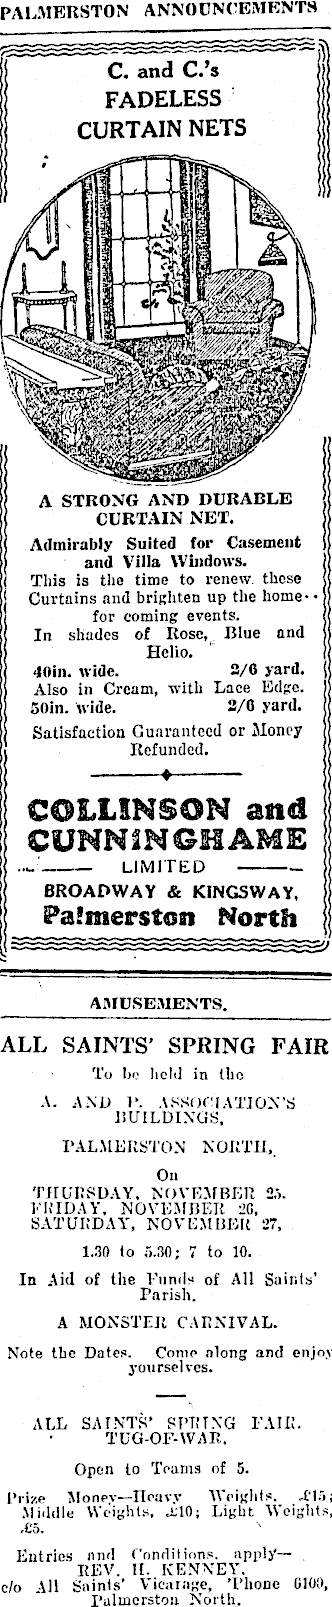 PALMERSTON ANNOUNCEMENTS
C. and C.'s
FADELESS
CURTAIN NETS
A STRONG AND DURABLE
CURTAIN NET.
Admirably Suited for Casement
and Villa Windows.
This is the time to renew these
Curtains and brighten up the home
for coming events.
In shades of Rose, Blue and
Helio.
40in. wide. 2/6 yard.
Also in Cream, with Lace Edge.
50in. wide. 2/6 yard.
Satisfaction Guaranteed or Money
Refunded.
COLLINSON and
CUNNINGHAME
LIMITED
BROADWAY & KINGSWAY,
Palmerston North
AMUSEMENTS.
ALL SAINTS' SPRING FAIR
To be held in the
A. AND P. ASSOCIATION'S
BUILDINGS,
PALMERSTON NORTH,
On
THURSDAY, NOVEMBER 25.
FRIDAY, NOVEMBER 26,
SATURDAY, NOVEMBER 27,
1.30 to 5.30; 7 to 10.
In Aid of the Funds of All Saints'
Parish.
A MONSTER CARNIVAL.
Note the Dates. Come along and enjoy
yourselves.
ALL SAINTS' SPRING FAIR.
TUG-OF-WAR.
Open to Teams of 5.
Prize Money—Heavy Weights, £15;
Middle Weights, £10; Light Weights,
£5.
Entries and Conditions, apply—
REV. H. KENNEY,
c/o All Saints' Vicarage, 'Phone 6100,
Palmerston North.